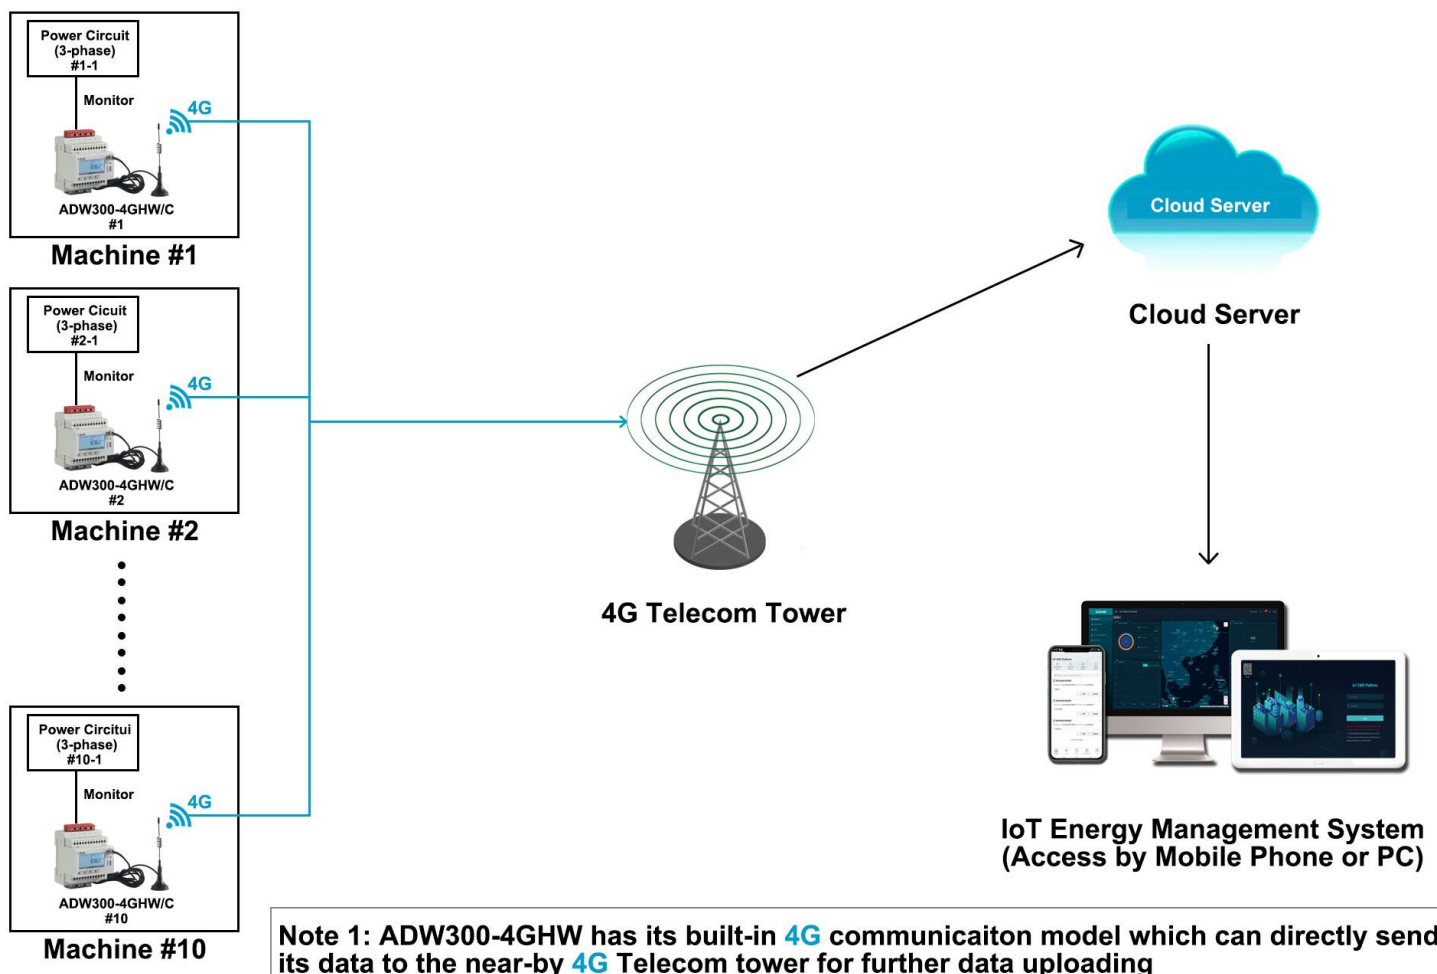 Power Circuit
(3-phase)
#1-1
Monitor
4G
ADW300-4GHW/C
#1
Machine #1
Power Cicuit
(3-phase)
#2-1
Monitor
4G
ADW300-4GHW/C
#2
Machine #2
Power Circitui
(3-phase)
#10-1
Monitor
4G
ADW300-4GHW/C
#10
Machine #10
4G Telecom Tower
Cloud Server
Cloud Server
IoT EMS Platform
IoT Energy Management System
(Access by Mobile Phone or PC)
Note 1: ADW300-4GHW has its built-in 4G communicaiton model which can directly send
its data to the near-by 4G Telecom tower for further data uploading